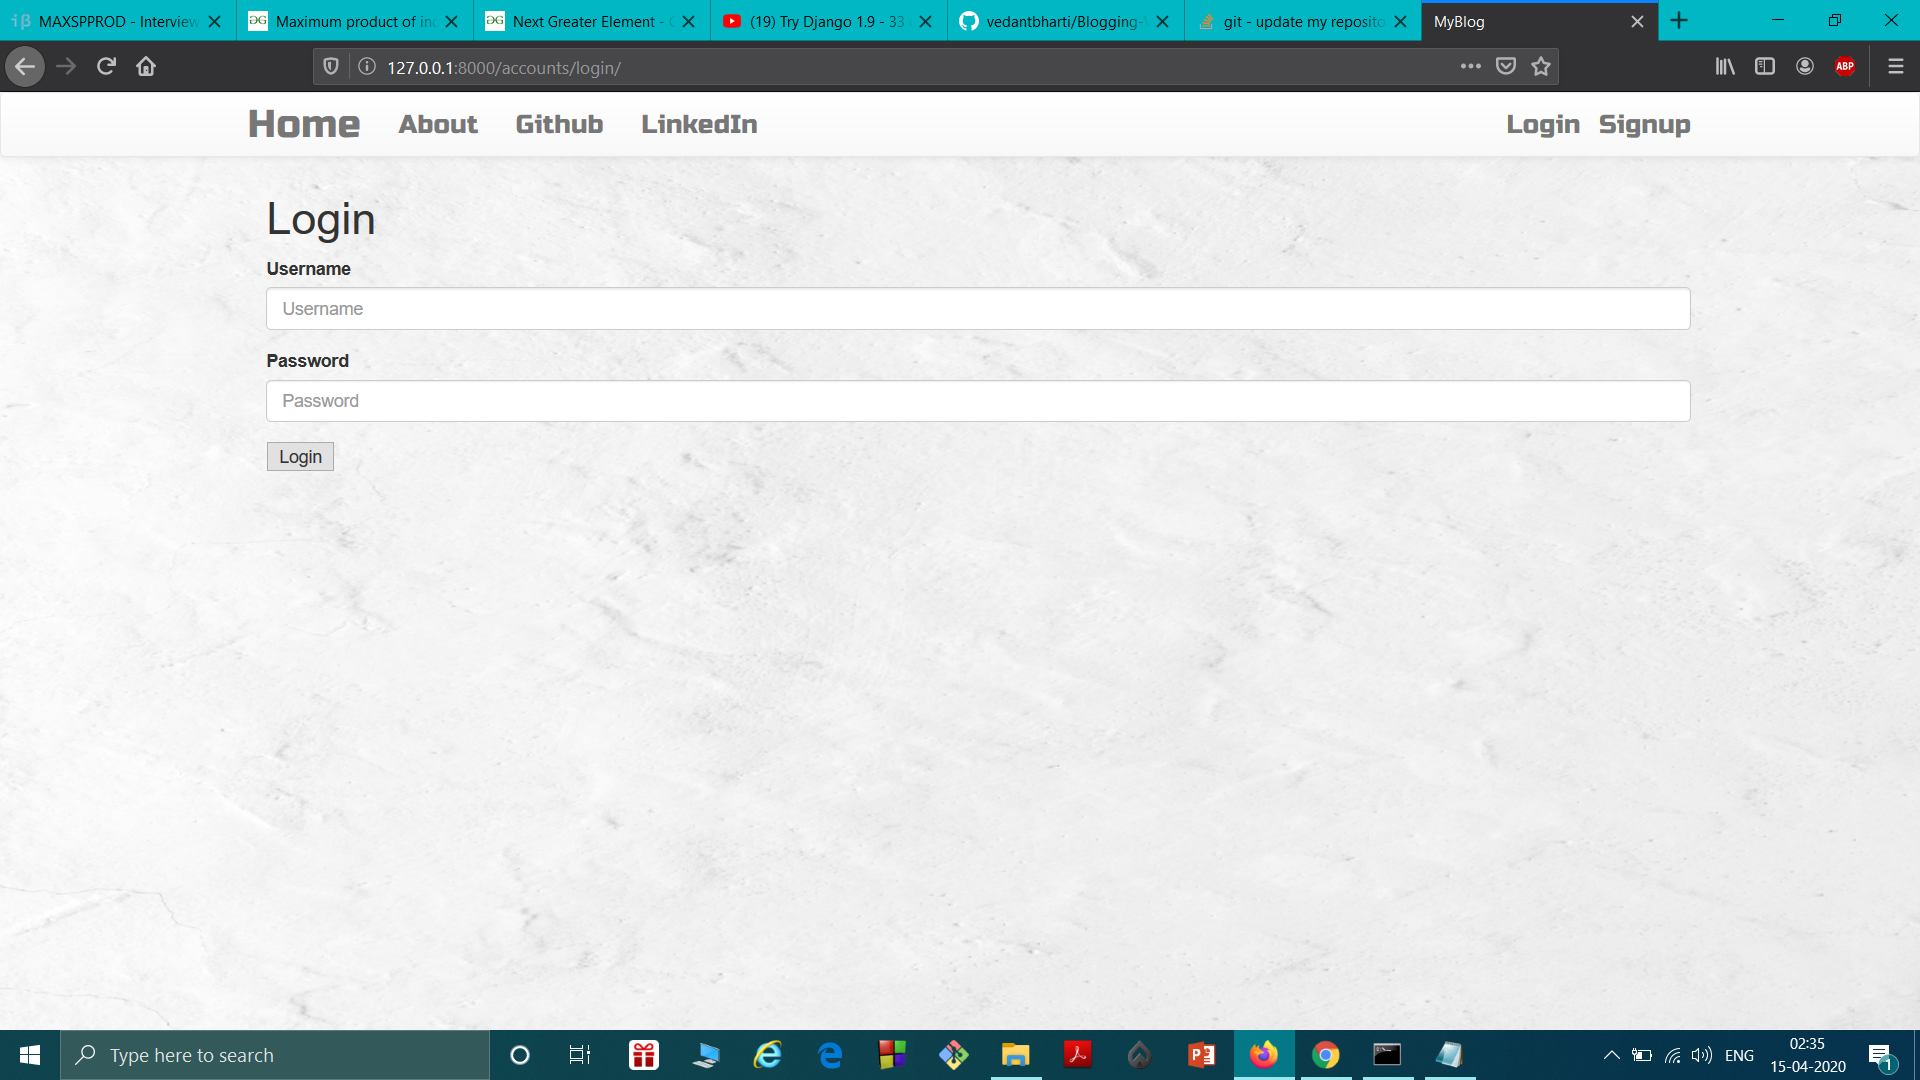 MAXSPPROD - Interview
Maximum product of in
Next Greater Element -
(19) Try Django 1.9 - 33
vedantbharti/Blogging-
git - update my reposito
MyBlog
127.0.0.1:8000/accounts/login/
ABP
Home About Github LinkedIn Login Signup
Login
Username
Username
Password
Password
Login
Type here to search
ENG
02:35
15-04-2020
1